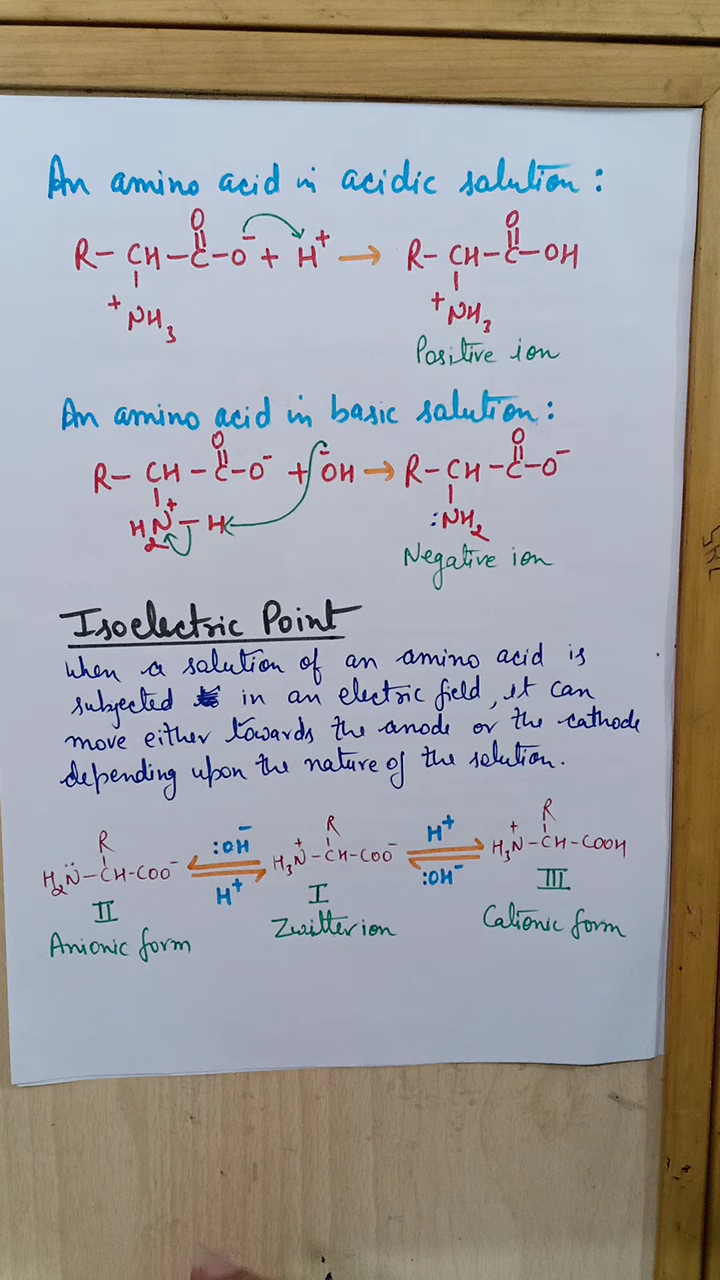 An amino acid in acidic solution :
O
R– CH –C–O⁻ + H⁺ → R– CH –C–OH
⁺NH₃ ⁺NH₃
Positive ion
An amino acid in basic solution :
O
R– CH – C–O⁻ + ⁻OH → R–CH –C–O⁻
H₂N⁺–H :NH₂
Negative ion
Isoelectric Point
When a solution of an amino acid is
subjected in an electric field, it can
move either towards the anode or the cathode
depending upon the nature of the solution.
R R R
H₂N̈–CH-COO⁻ :OH⁻ H⁺ H₃N⁺–CH-COO⁻ H⁺ :OH⁻ H₃N⁺–CH–COOH
II I III
Anionic form Zwitter ion Cationic form